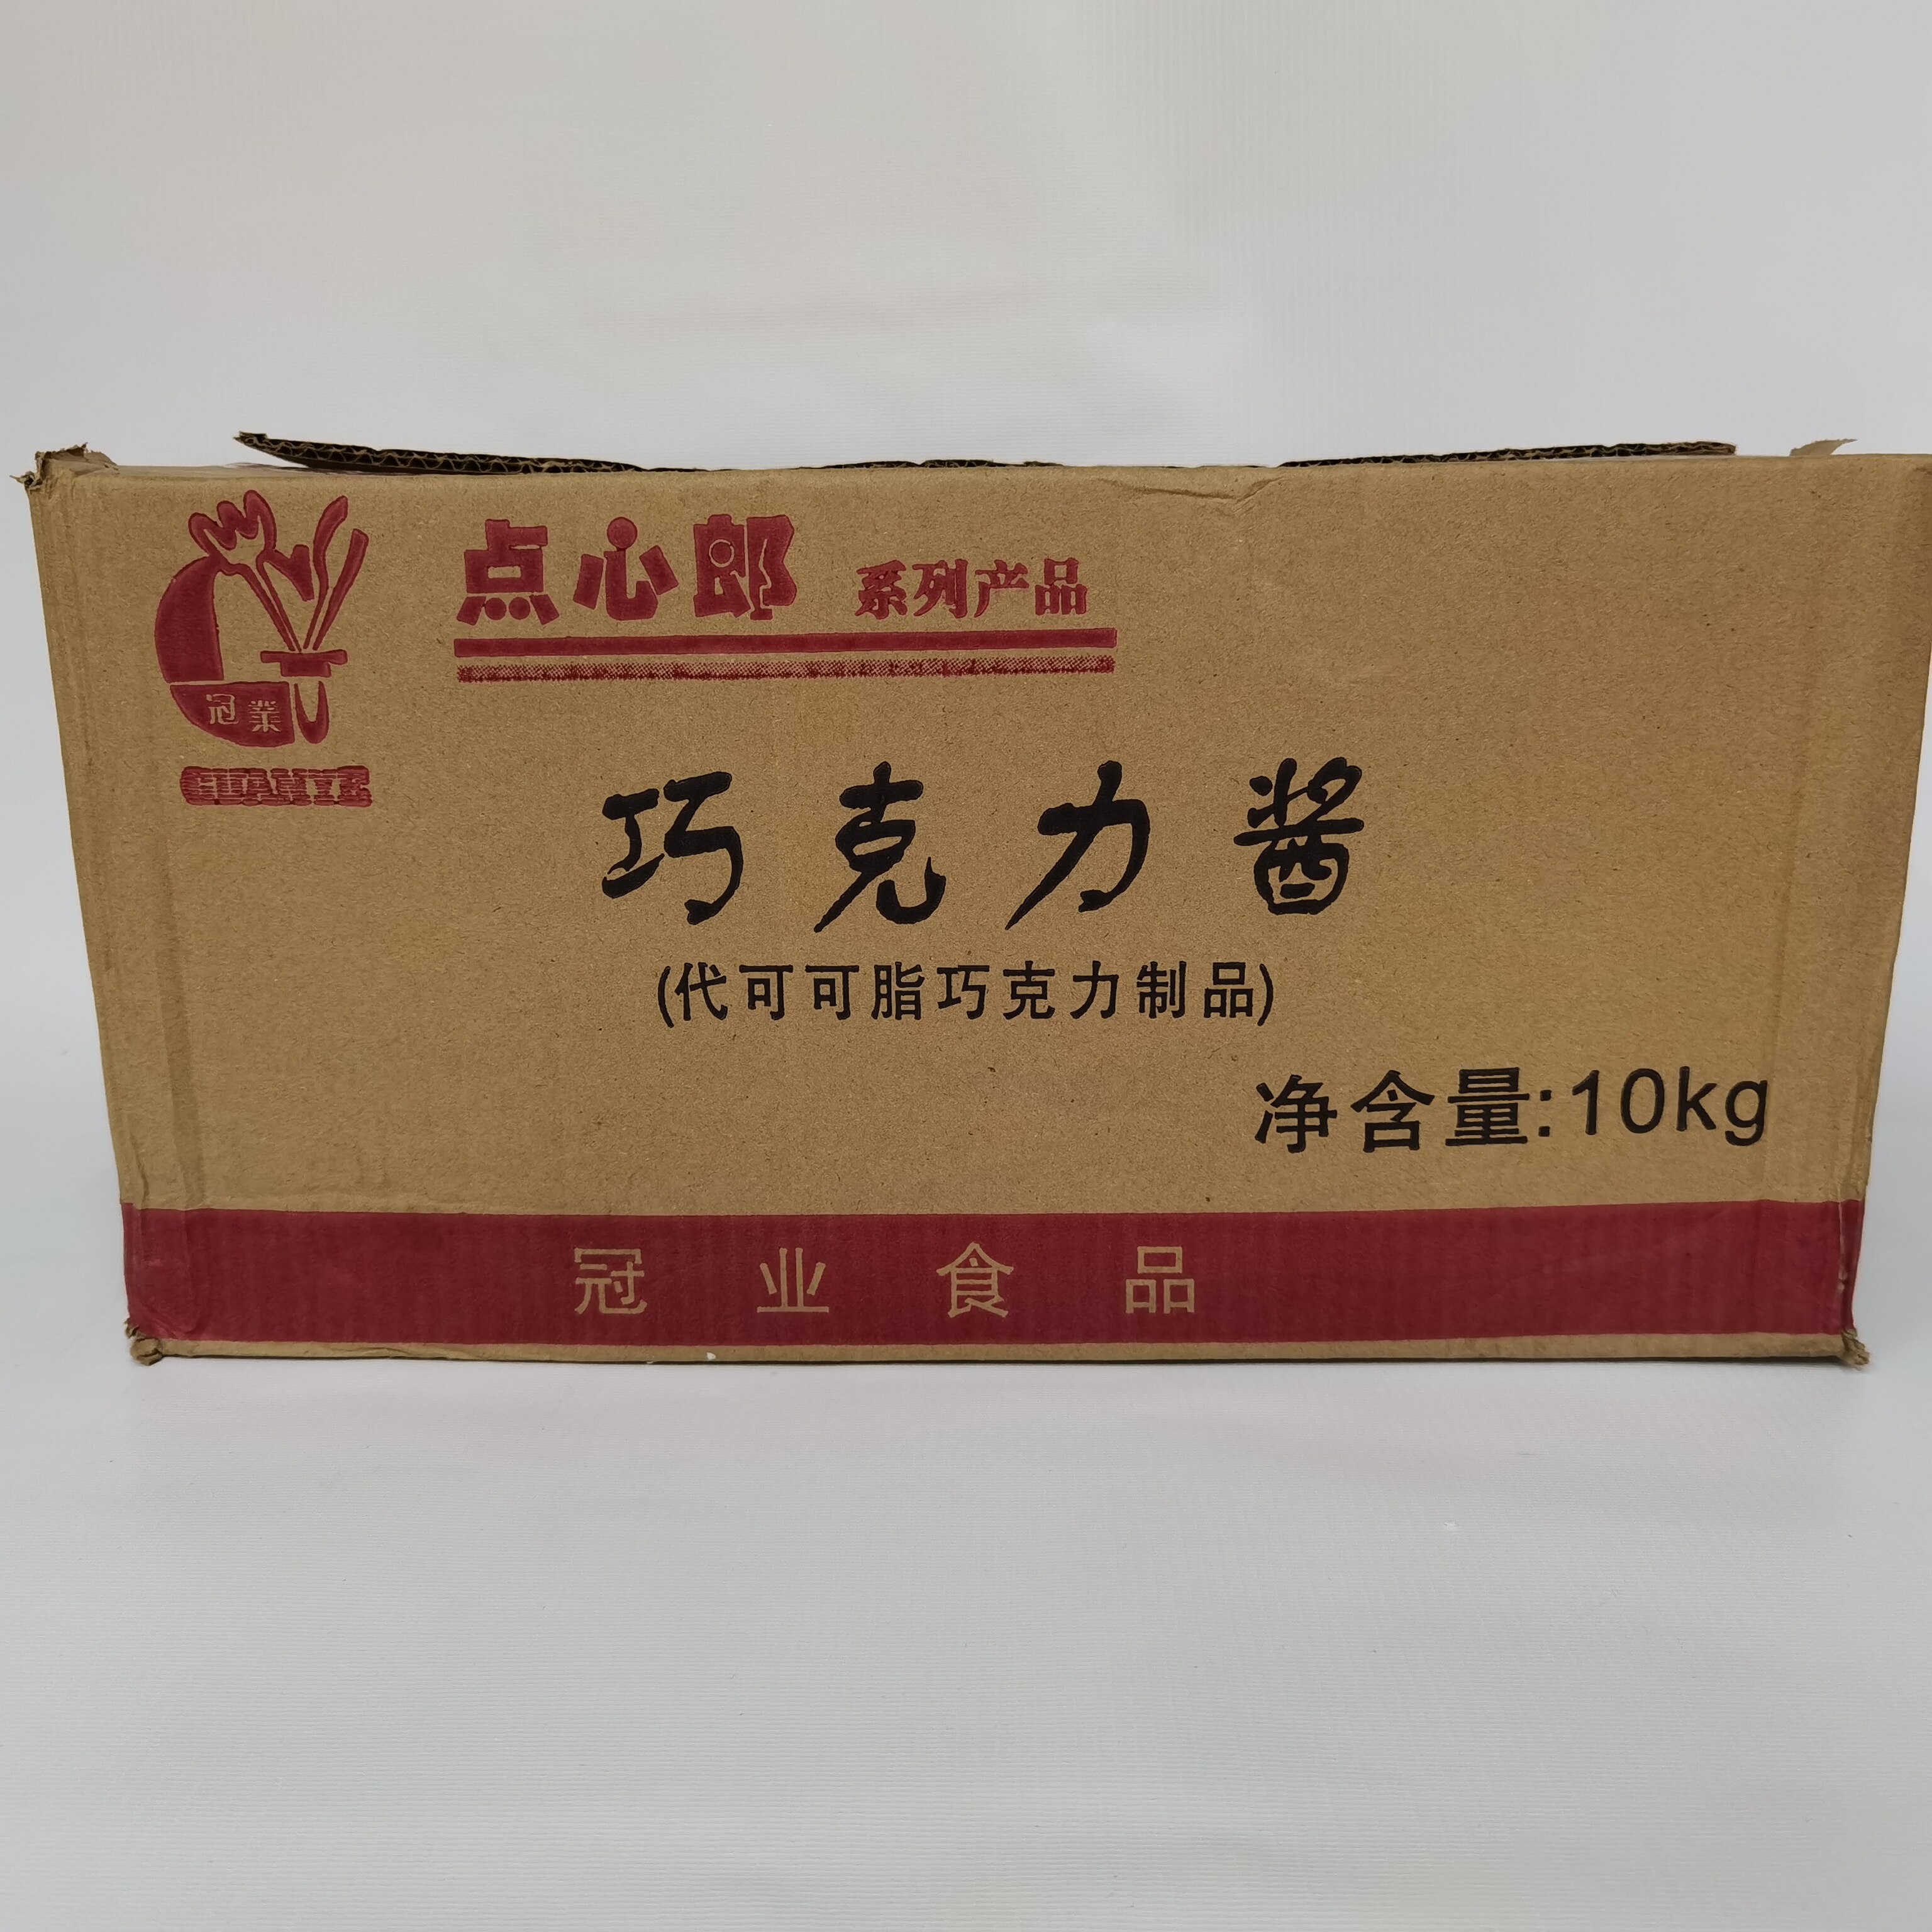 点心郎 系列产品
冠業
巧克力酱
(代可可脂巧克力制品)
净含量:10kg
冠业食品